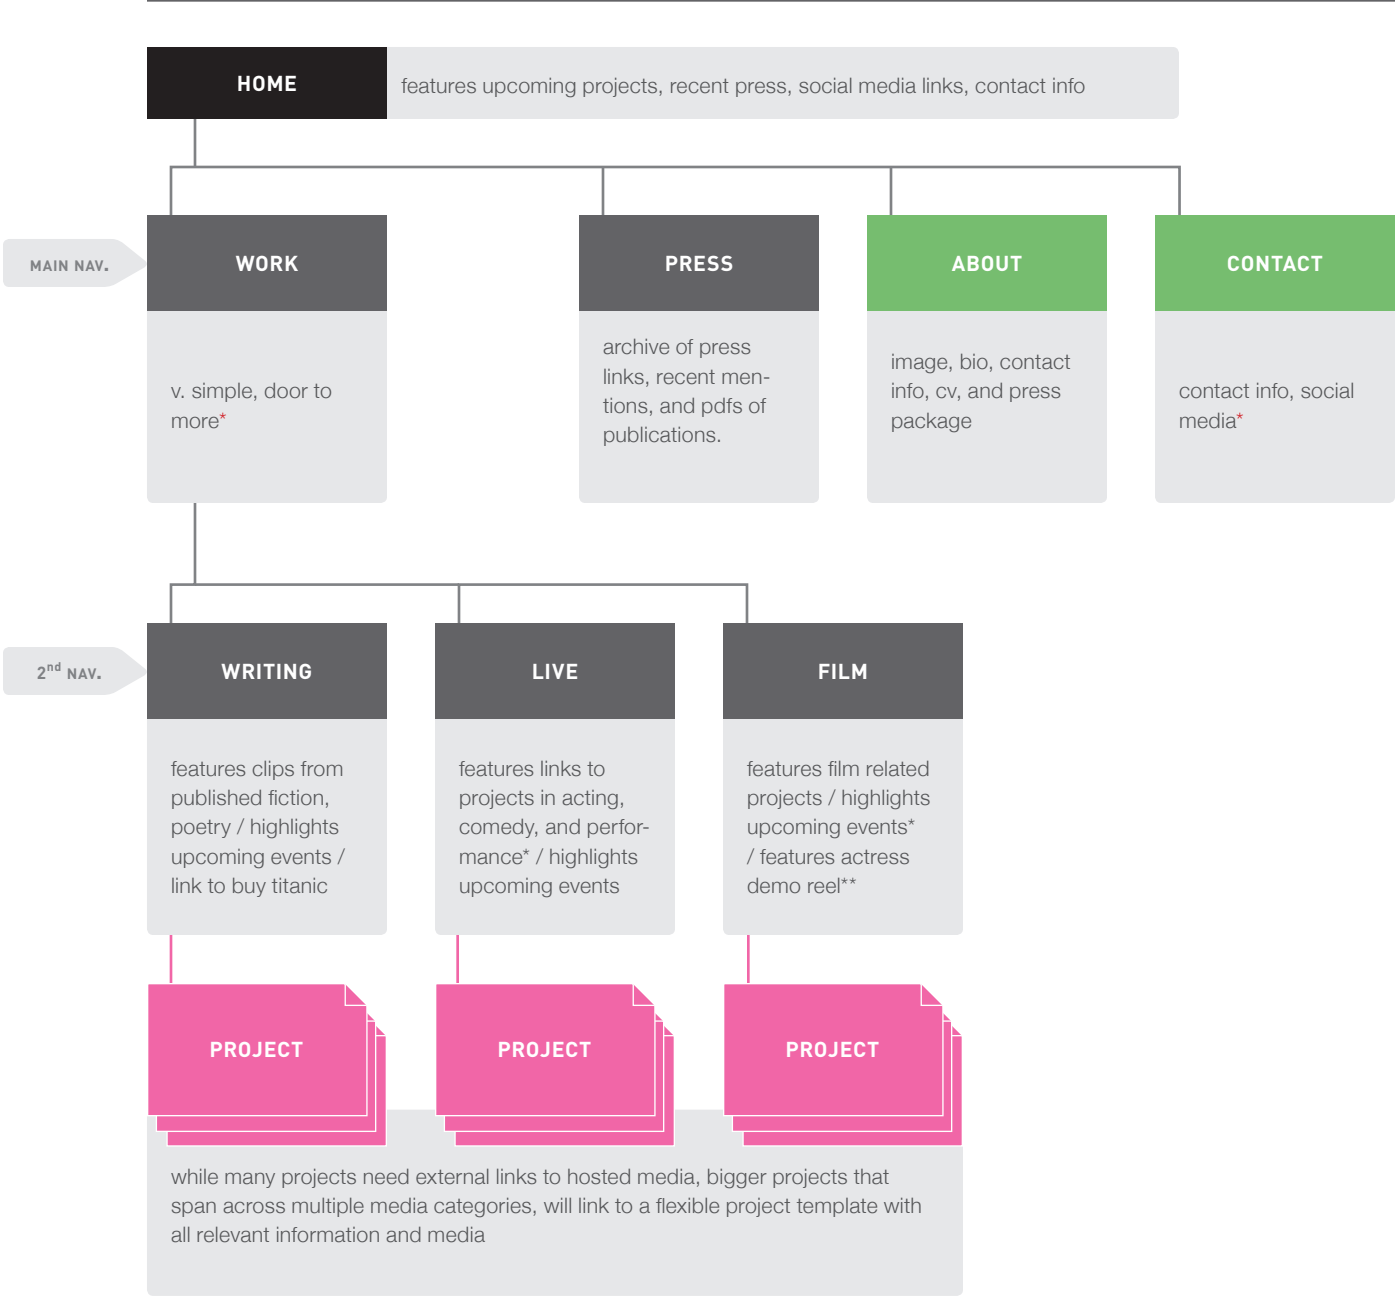 HOME
features upcoming projects, recent press, social media links, contact info
MAIN NAV.
WORK
PRESS
ABOUT
CONTACT
v. simple, door to
more*
archive of press
links, recent men-
tions, and pdfs of
publications.
image, bio, contact
info, cv, and press
package
contact info, social
media*
2nd NAV.
WRITING
LIVE
FILM
features clips from
published fiction,
poetry / highlights
upcoming events /
link to buy titanic
features links to
projects in acting,
comedy, and perfor-
mance* / highlights
upcoming events
features film related
projects / highlights
upcoming events*
/ features actress
demo reel**
PROJECT
PROJECT
PROJECT
while many projects need external links to hosted media, bigger projects that
span across multiple media categories, will link to a flexible project template with
all relevant information and media